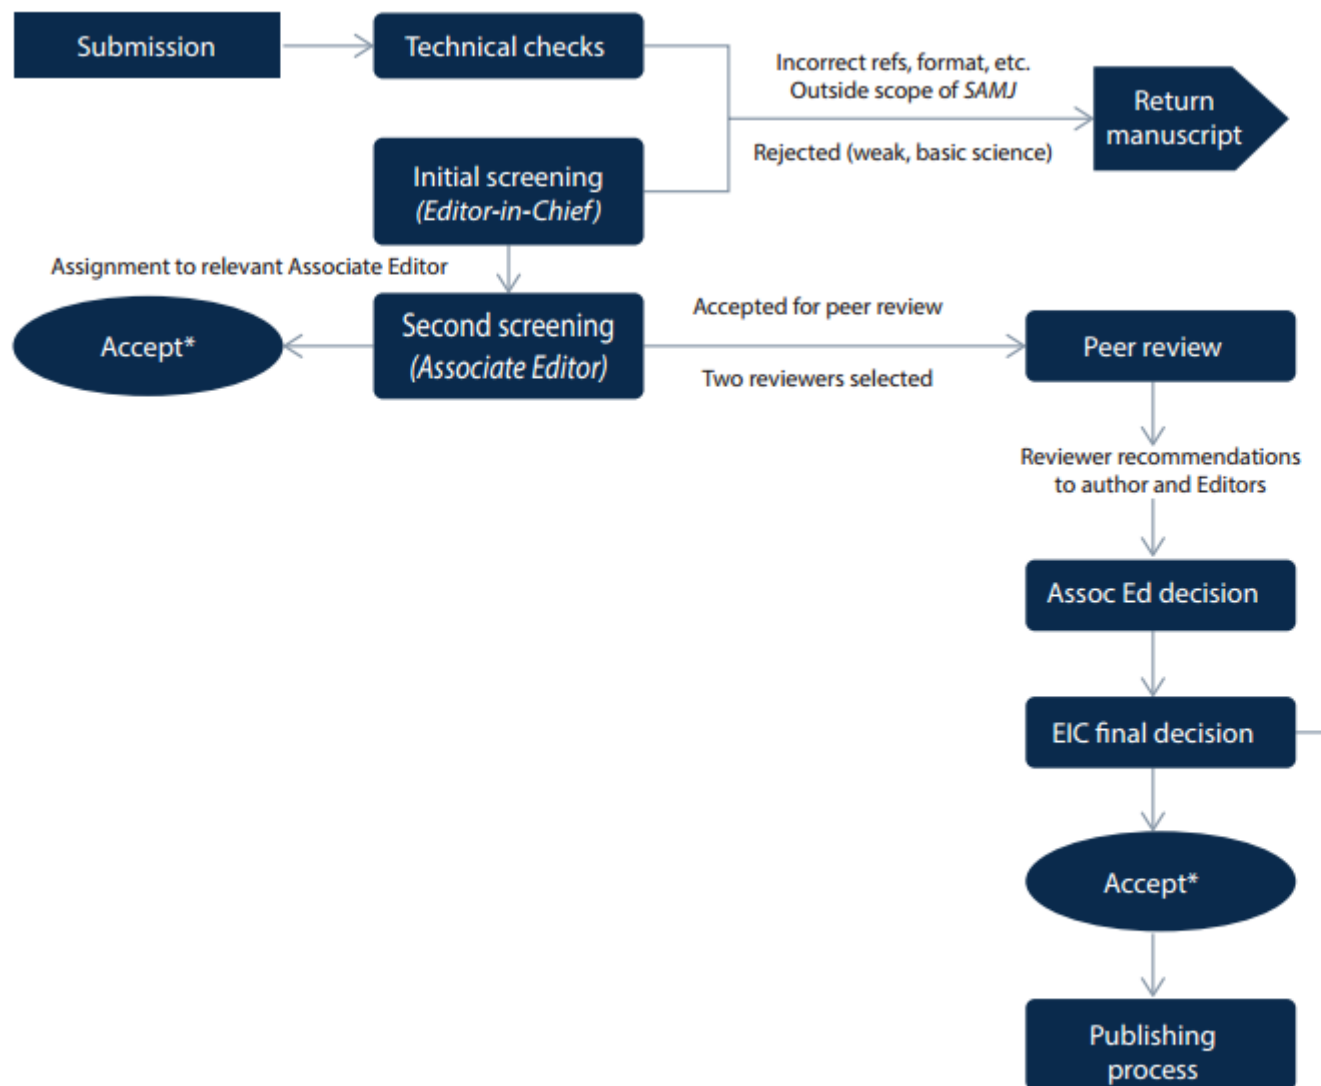 Submission
Technical checks
Incorrect refs, format, etc.
Outside scope of SAMJ
Return
manuscript
Rejected (weak, basic science)
Initial screening
(Editor-in-Chief)
Assignment to relevant Associate Editor
Accept*
Second screening
(Associate Editor)
Accepted for peer review
Two reviewers selected
Peer review
Reviewer recommendations
to author and Editors
Assoc Ed decision
EIC final decision
Accept*
Publishing
process